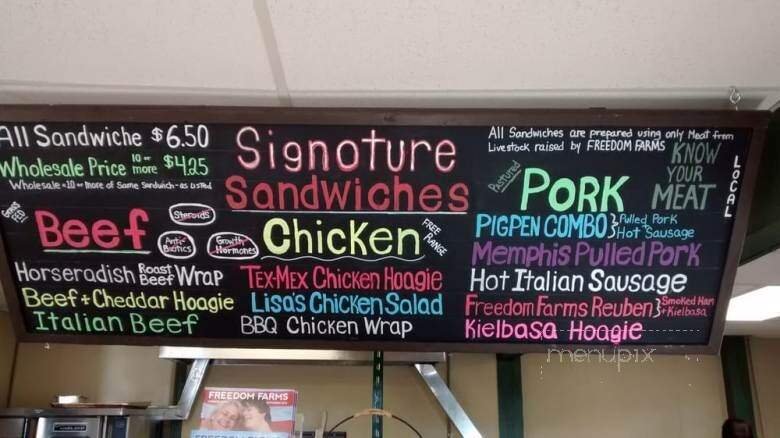 All Sandwiche $6.50
Wholesale Price 10 or more $4.25
Wholesale = 10 or more of Same Sandwich - as Listed
Grass FED
Beef
Steroids
Anti-Biotics
Growth Hormones
Horseradish Roast Beef Wrap
Beef + Cheddar Hoagie
Italian Beef
Signoture
Sandwiches
Chicken
FREE RANGE
Tex-Mex Chicken Hoagie
Lisa's Chicken Salad
BBQ Chicken Wrap
All Sandwiches are prepared using only Meat from
Livestock raised by FREEDOM FARMS
KNOW
YOUR
MEAT
LOCAL
Pastured
PORK
PIGPEN COMBO } Pulled Pork
Hot Sausage
Memphis Pulled Pork
Hot Italian Sausage
Freedom Farms Reuben } Smoked Ham
+ Kielbasa
Kielbasa Hoagie
menupix
FREEDOM FARMS